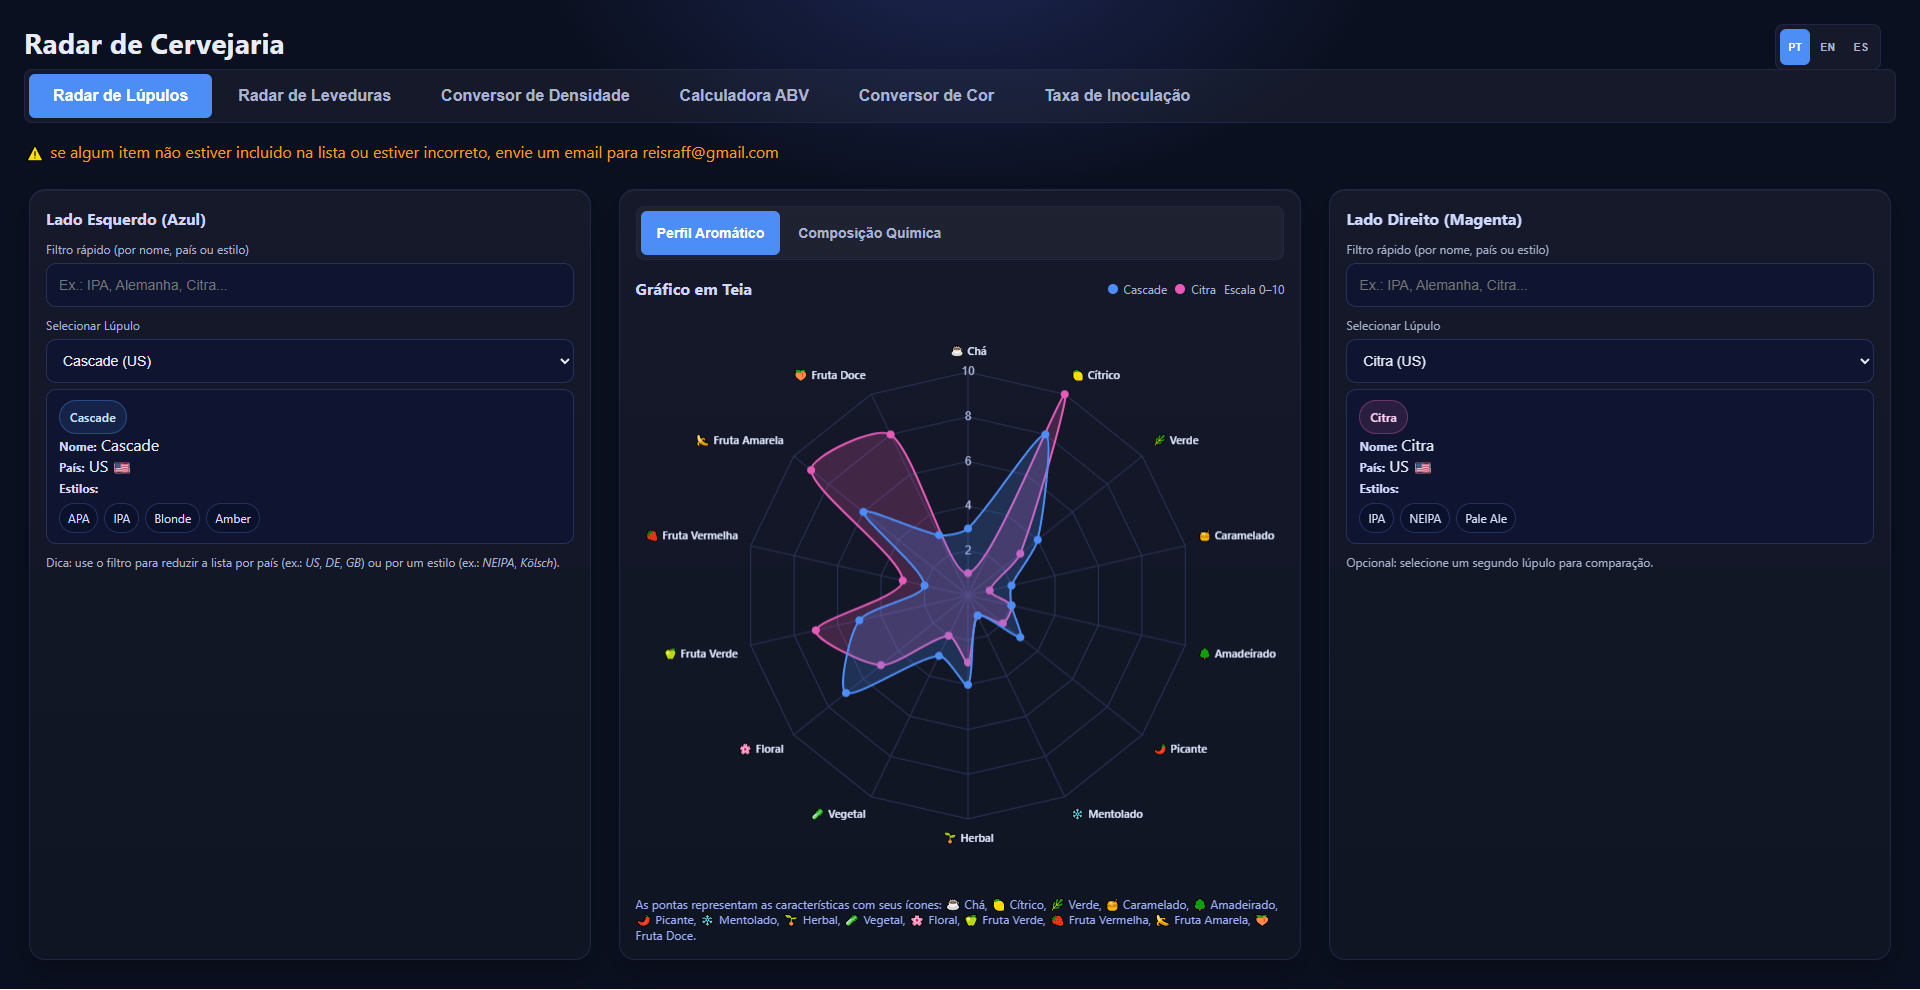 Radar de Cervejaria
PT EN ES
Radar de Lúpulos Radar de Leveduras Conversor de Densidade Calculadora ABV Conversor de Cor Taxa de Inoculação
⚠ se algum item não estiver incluido na lista ou estiver incorreto, envie um email para reisraff@gmail.com
Lado Esquerdo (Azul)
Filtro rápido (por nome, país ou estilo)
Ex.: IPA, Alemanha, Citra...
Selecionar Lúpulo
Cascade (US)
Cascade
Nome: Cascade
País: US
Estilos:
APA IPA Blonde Amber
Dica: use o filtro para reduzir a lista por país (ex.: US, DE, GB) ou por um estilo (ex.: NEIPA, Kölsch).
Perfil Aromático Composição Química
Gráfico em Teia
Cascade Citra Escala 0–10
Chá
10
8
6
4
2
Cítrico
Verde
Caramelado
Amadeirado
Picante
Mentolado
Herbal
Vegetal
Floral
Fruta Verde
Fruta Vermelha
Fruta Amarela
Fruta Doce
As pontas representam as características com seus ícones: Chá, Cítrico, Verde, Caramelado, Amadeirado,
Picante, Mentolado, Herbal, Vegetal, Floral, Fruta Verde, Fruta Vermelha, Fruta Amarela,
Fruta Doce.
Lado Direito (Magenta)
Filtro rápido (por nome, país ou estilo)
Ex.: IPA, Alemanha, Citra...
Selecionar Lúpulo
Citra (US)
Citra
Nome: Citra
País: US
Estilos:
IPA NEIPA Pale Ale
Opcional: selecione um segundo lúpulo para comparação.